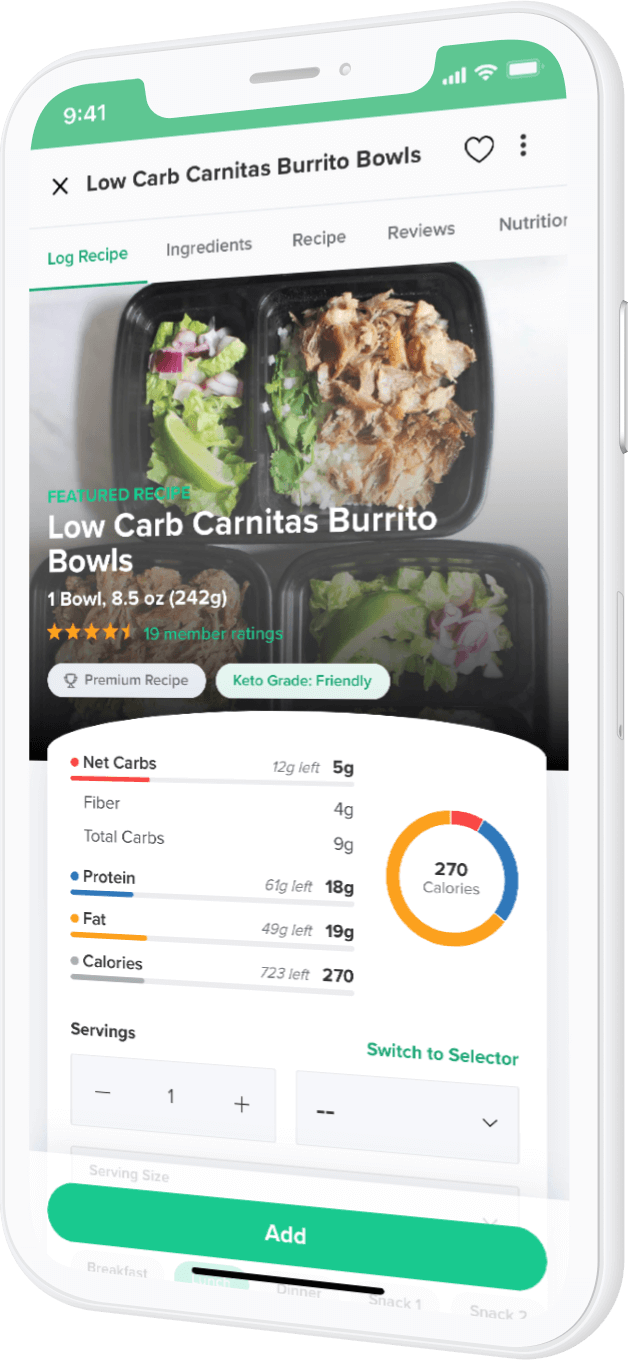 9:41
Low Carb Carnitas Burrito Bowls
Log Recipe Ingredients Recipe Reviews Nutrition
FEATURED RECIPE
Low Carb Carnitas Burrito
Bowls
1 Bowl, 8.5 oz (242g)
19 member ratings
Premium Recipe Keto Grade: Friendly
Net Carbs 12g left 5g
Fiber 4g
Total Carbs 9g
Protein 61g left 18g
Fat 49g left 19g
Calories 723 left 270
270
Calories
Servings Switch to Selector
1 --
Serving Size
Add
Breakfast Dinner Snack 1 Snack 2